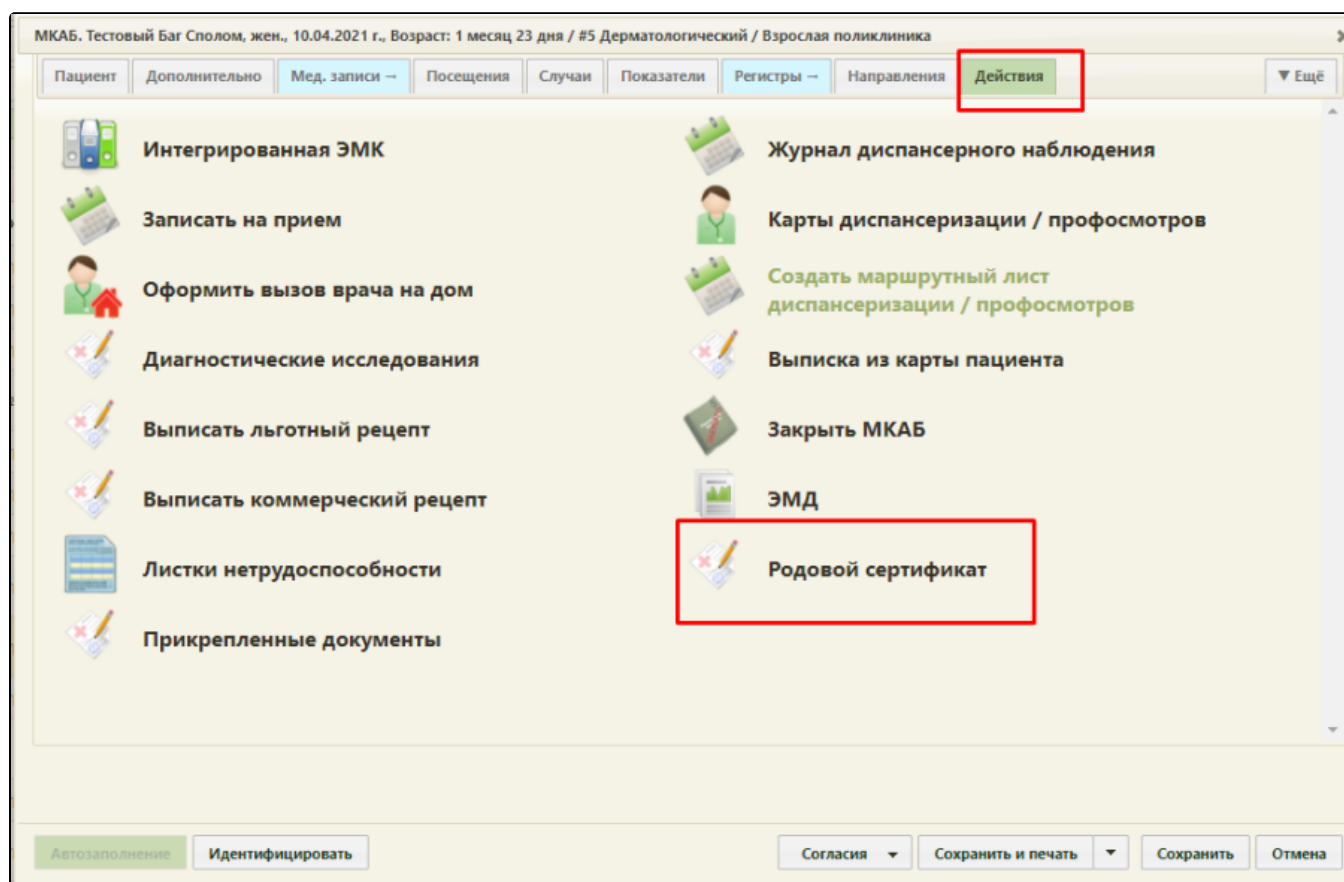 МКАБ. Тестовый Баг Сполом, жен., 10.04.2021 г., Возраст: 1 месяц 23 дня / #5 Дерматологический / Взрослая поликлиника
Пациент Дополнительно Мед. записи → Посещения Случаи Показатели Регистры → Направления Действия ▼ Ещё
Интегрированная ЭМК
Журнал диспансерного наблюдения
Записать на прием
Карты диспансеризации / профосмотров
Оформить вызов врача на дом
Создать маршрутный лист
диспансеризации / профосмотров
Диагностические исследования
Выписка из карты пациента
Выписать льготный рецепт
Закрыть МКАБ
Выписать коммерческий рецепт
ЭМД
Листки нетрудоспособности
Родовой сертификат
Прикрепленные документы
Автозаполнение Идентифицировать Согласия Сохранить и печать Сохранить Отмена